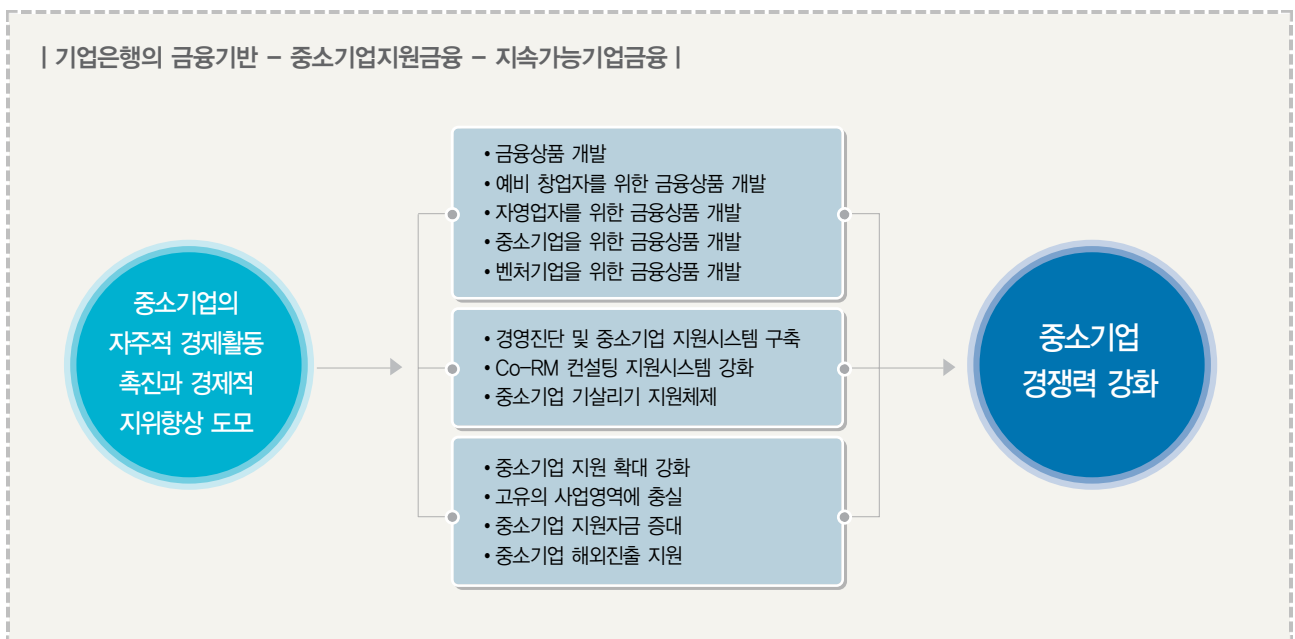 | 기업은행의 금융기반 – 중소기업지원금융 – 지속가능기업금융 |
중소기업의
자주적 경제활동
촉진과 경제적
지위향상 도모
• 금융상품 개발
• 예비 창업자를 위한 금융상품 개발
• 자영업자를 위한 금융상품 개발
• 중소기업을 위한 금융상품 개발
• 벤처기업을 위한 금융상품 개발
• 경영진단 및 중소기업 지원시스템 구축
• Co-RM 컨설팅 지원시스템 강화
• 중소기업 기살리기 지원체제
• 중소기업 지원 확대 강화
• 고유의 사업영역에 충실
• 중소기업 지원자금 증대
• 중소기업 해외진출 지원
중소기업
경쟁력 강화